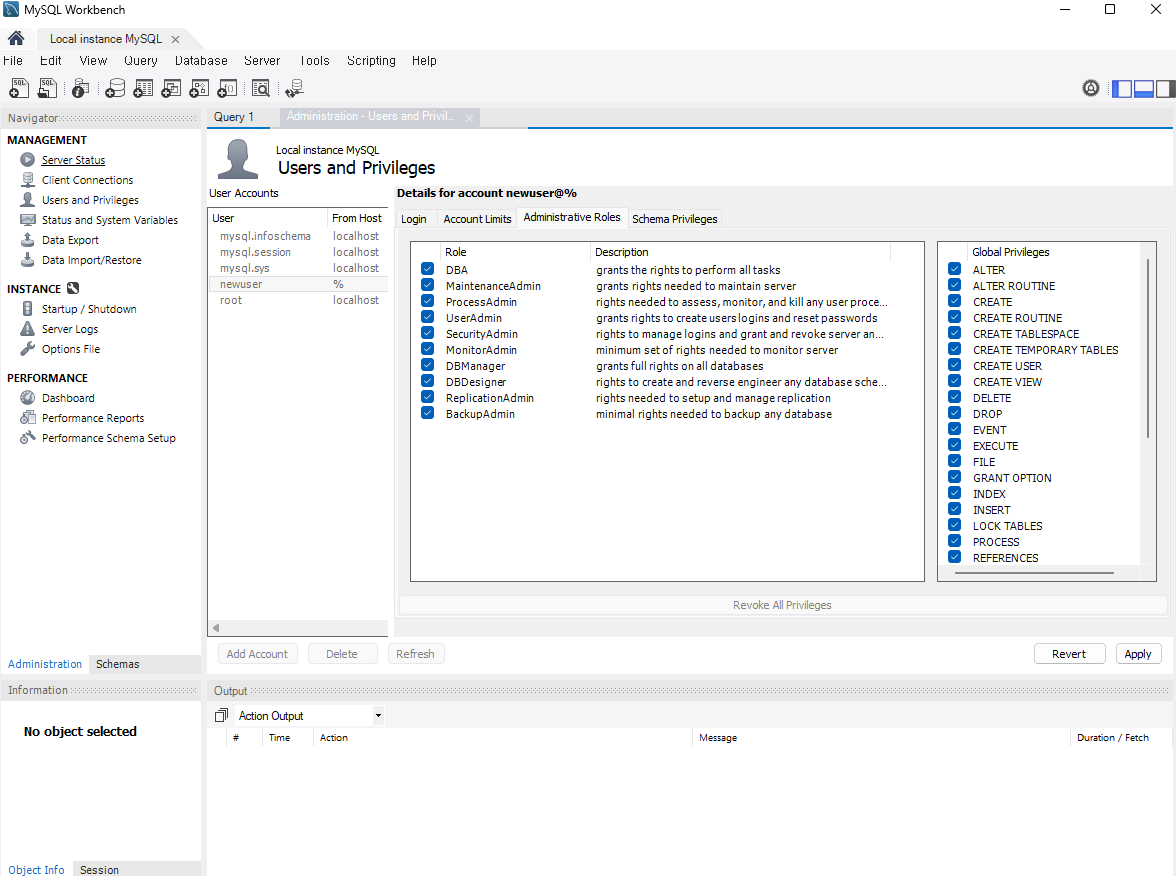 MySQL Workbench
Local instance MySQL
File Edit View Query Database Server Tools Scripting Help
Navigator
MANAGEMENT
Server Status
Client Connections
Users and Privileges
Status and System Variables
Data Export
Data Import/Restore
INSTANCE
Startup / Shutdown
Server Logs
Options File
PERFORMANCE
Dashboard
Performance Reports
Performance Schema Setup
Administration Schemas
Information
No object selected
Object Info Session
Query 1 Administration - Users and Privil...
Local instance MySQL
Users and Privileges
User Accounts
User From Host
mysql.infoschema localhost
mysql.session localhost
mysql.sys localhost
newuser %
root localhost
Details for account newuser@%
Login Account Limits Administrative Roles Schema Privileges
Role Description
DBA grants the rights to perform all tasks
MaintenanceAdmin grants rights needed to maintain server
ProcessAdmin rights needed to assess, monitor, and kill any user proce...
UserAdmin grants rights to create users logins and reset passwords
SecurityAdmin rights to manage logins and grant and revoke server an...
MonitorAdmin minimum set of rights needed to monitor server
DBManager grants full rights on all databases
DBDesigner rights to create and reverse engineer any database sche...
ReplicationAdmin rights needed to setup and manage replication
BackupAdmin minimal rights needed to backup any database
Global Privileges
ALTER
ALTER ROUTINE
CREATE
CREATE ROUTINE
CREATE TABLESPACE
CREATE TEMPORARY TABLES
CREATE USER
CREATE VIEW
DELETE
DROP
EVENT
EXECUTE
FILE
GRANT OPTION
INDEX
INSERT
LOCK TABLES
PROCESS
REFERENCES
Revoke All Privileges
Add Account Delete Refresh Revert Apply
Output
Action Output
# Time Action Message Duration / Fetch